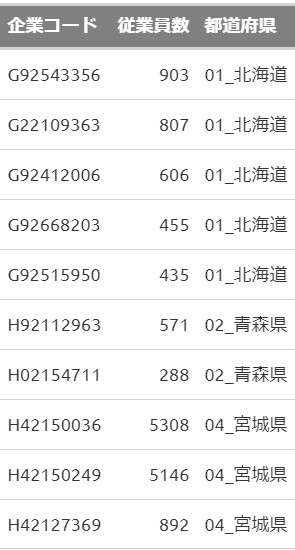 企業コード 従業員数 都道府県
G92543356 903 01_北海道
G22109363 807 01_北海道
G92412006 606 01_北海道
G92668203 455 01_北海道
G92515950 435 01_北海道
H92112963 571 02_青森県
H02154711 288 02_青森県
H42150036 5308 04_宮城県
H42150249 5146 04_宮城県
H42127369 892 04_宮城県